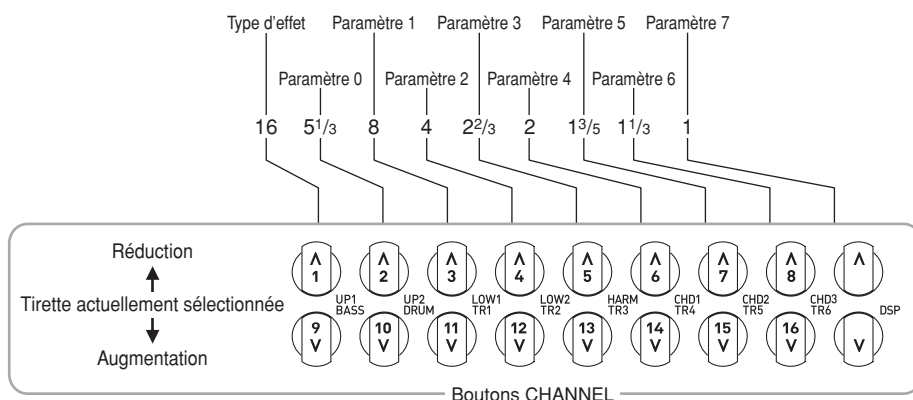 Type d'effet Paramètre 1 Paramètre 3 Paramètre 5 Paramètre 7
Paramètre 0 Paramètre 2 Paramètre 4 Paramètre 6
16 5 1/3 8 4 2 2/3 2 1 3/5 1 1/3 1
Réduction
Tirette actuellement sélectionnée
Augmentation
∧ ∧ ∧ ∧ ∧ ∧ ∧ ∧ ∧
1 2 3 4 5 6 7 8
UP1 UP2 LOW1 LOW2 HARM CHD1 CHD2 CHD3
BASS DRUM TR1 TR2 TR3 TR4 TR5 TR6 DSP
9 10 11 12 13 14 15 16
∨ ∨ ∨ ∨ ∨ ∨ ∨ ∨ ∨
Boutons CHANNEL